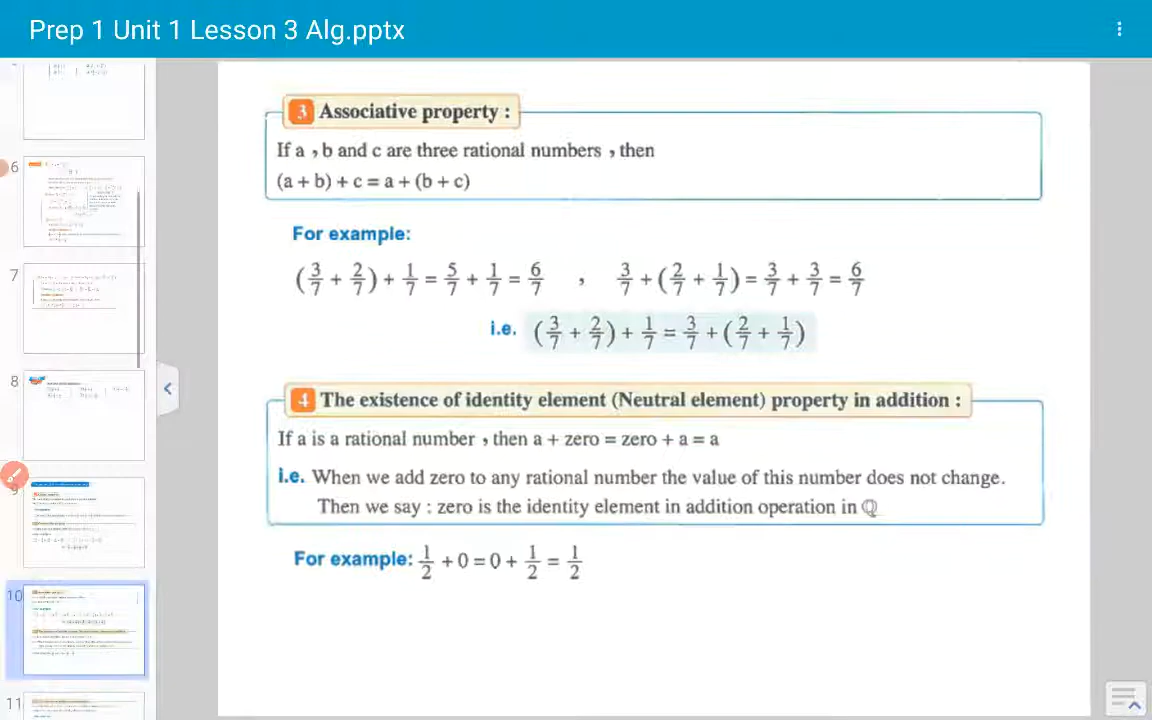 Prep 1 Unit 1 Lesson 3 Alg.pptx
3 Associative property :
If a , b and c are three rational numbers , then
(a + b) + c = a + (b + c)
For example:
(3/7 + 2/7) + 1/7 = 5/7 + 1/7 = 6/7 , 3/7 + (2/7 + 1/7) = 3/7 + 3/7 = 6/7
i.e. (3/7 + 2/7) + 1/7 = 3/7 + (2/7 + 1/7)
4 The existence of identity element (Neutral element) property in addition :
If a is a rational number , then a + zero = zero + a = a
i.e. When we add zero to any rational number the value of this number does not change.
Then we say : zero is the identity element in addition operation in ℚ
For example: 1/2 + 0 = 0 + 1/2 = 1/2
6
7
8
9
10
11